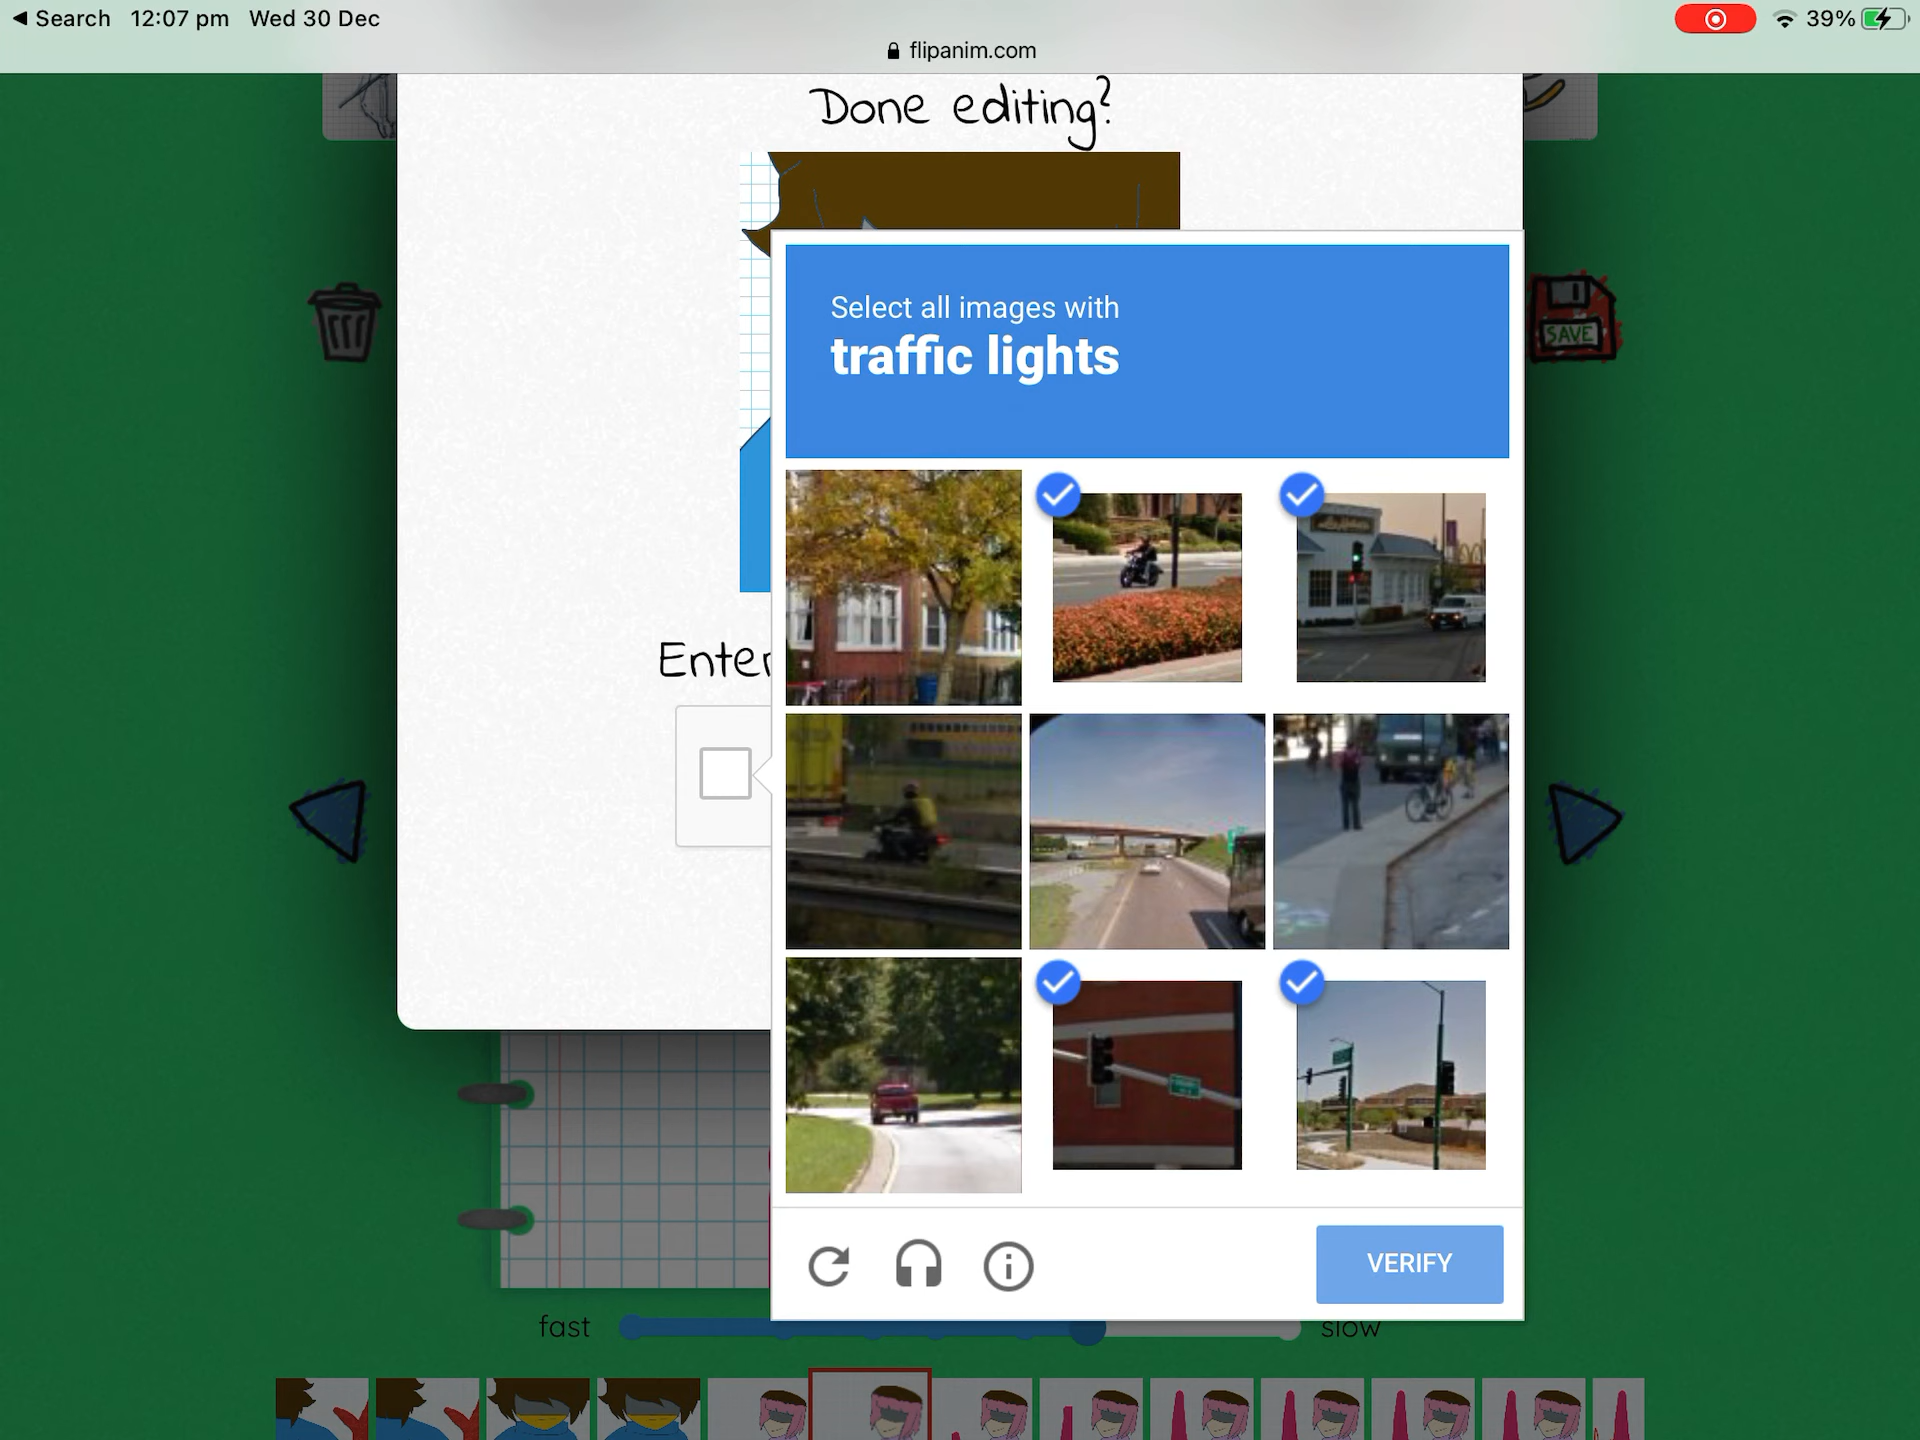 Search 12:07 pm Wed 30 Dec
39%
flipanim.com
Done editing?
Select all images with
traffic lights
SAVE
Enter
VERIFY
fast
slow